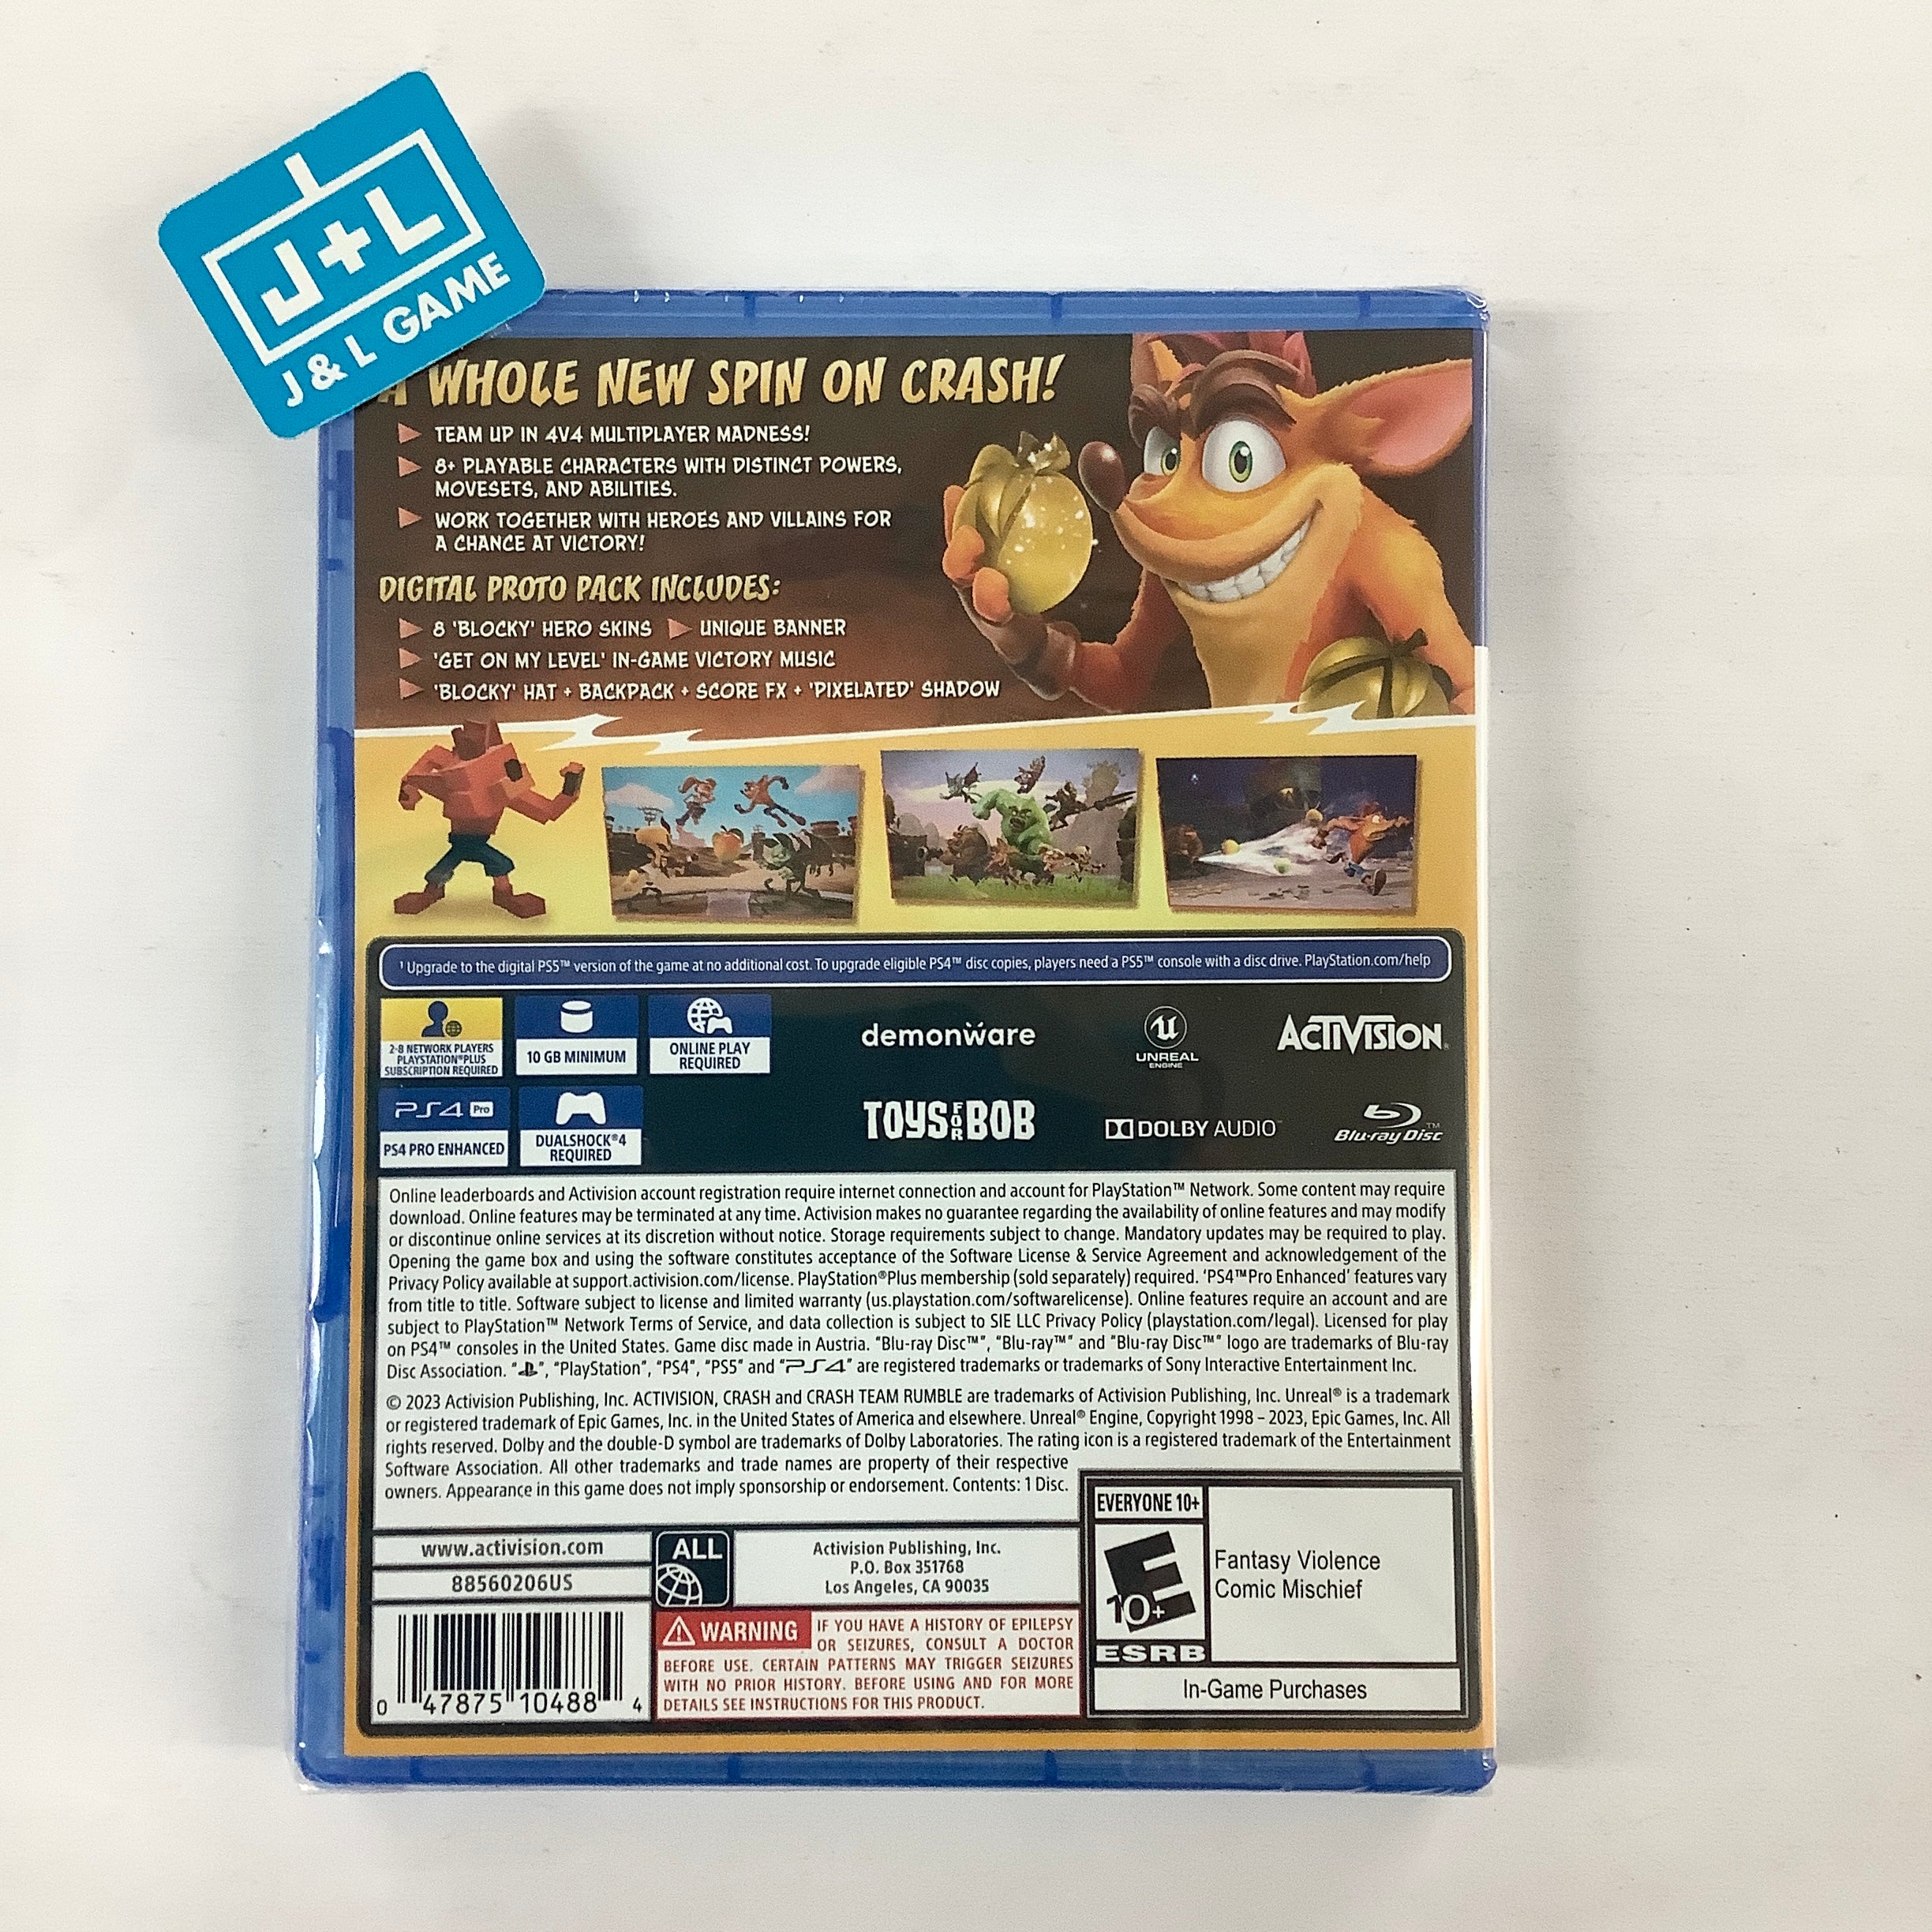 J+L
J & L GAME
A WHOLE NEW SPIN ON CRASH!
TEAM UP IN 4V4 MULTIPLAYER MADNESS!
8+ PLAYABLE CHARACTERS WITH DISTINCT POWERS,
MOVESETS, AND ABILITIES.
WORK TOGETHER WITH HEROES AND VILLAINS FOR
A CHANCE AT VICTORY!
DIGITAL PROTO PACK INCLUDES:
8 'BLOCKY' HERO SKINS UNIQUE BANNER
'GET ON MY LEVEL' IN-GAME VICTORY MUSIC
'BLOCKY' HAT + BACKPACK + SCORE FX + 'PIXELATED' SHADOW
¹ Upgrade to the digital PS5™ version of the game at no additional cost. To upgrade eligible PS4™ disc copies, players need a PS5™ console with a disc drive. PlayStation.com/help
2-8 NETWORK PLAYERS
PLAYSTATION®PLUS
SUBSCRIPTION REQUIRED
10 GB MINIMUM
ONLINE PLAY
REQUIRED
demonware
UNREAL
ENGINE
ACTIVISION®
PS4 Pro
PS4 PRO ENHANCED
DUALSHOCK®4
REQUIRED
TOYS FOR BOB
DOLBY AUDIO™
Blu-ray Disc™
Online leaderboards and Activision account registration require internet connection and account for PlayStation™ Network. Some content may require
download. Online features may be terminated at any time. Activision makes no guarantee regarding the availability of online features and may modify
or discontinue online services at its discretion without notice. Storage requirements subject to change. Mandatory updates may be required to play.
Opening the game box and using the software constitutes acceptance of the Software License & Service Agreement and acknowledgement of the
Privacy Policy available at support.activision.com/license. PlayStation®Plus membership (sold separately) required. 'PS4™Pro Enhanced' features vary
from title to title. Software subject to license and limited warranty (us.playstation.com/softwarelicense). Online features require an account and are
subject to PlayStation™ Network Terms of Service, and data collection is subject to SIE LLC Privacy Policy (playstation.com/legal). Licensed for play
on PS4™ consoles in the United States. Game disc made in Austria. "Blu-ray Disc™", "Blu-ray™" and "Blu-ray Disc™" logo are trademarks of Blu-ray
Disc Association. "PS", "PlayStation", "PS4", "PS5" and "PS4" are registered trademarks or trademarks of Sony Interactive Entertainment Inc.
© 2023 Activision Publishing, Inc. ACTIVISION, CRASH and CRASH TEAM RUMBLE are trademarks of Activision Publishing, Inc. Unreal® is a trademark
or registered trademark of Epic Games, Inc. in the United States of America and elsewhere. Unreal® Engine, Copyright 1998 – 2023, Epic Games, Inc. All
rights reserved. Dolby and the double-D symbol are trademarks of Dolby Laboratories. The rating icon is a registered trademark of the Entertainment
Software Association. All other trademarks and trade names are property of their respective
owners. Appearance in this game does not imply sponsorship or endorsement. Contents: 1 Disc.
www.activision.com
88560206US
0 47875 10488 4
ALL
Activision Publishing, Inc.
P.O. Box 351768
Los Angeles, CA 90035
WARNING IF YOU HAVE A HISTORY OF EPILEPSY
OR SEIZURES, CONSULT A DOCTOR
BEFORE USE. CERTAIN PATTERNS MAY TRIGGER SEIZURES
WITH NO PRIOR HISTORY. BEFORE USING AND FOR MORE
DETAILS SEE INSTRUCTIONS FOR THIS PRODUCT.
EVERYONE 10+
E
10+
ESRB
Fantasy Violence
Comic Mischief
In-Game Purchases